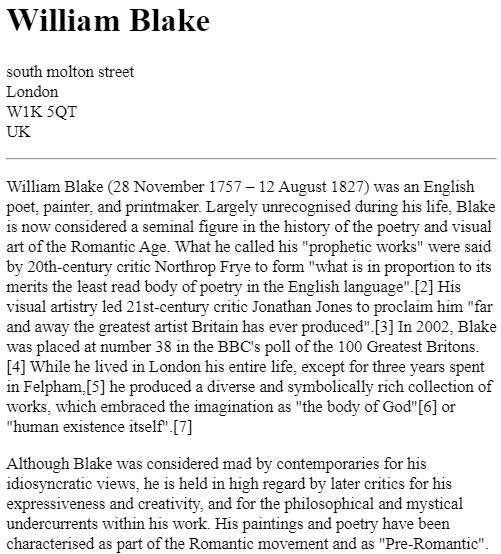 William Blake
south molton street
London
W1K 5QT
UK
William Blake (28 November 1757 – 12 August 1827) was an English
poet, painter, and printmaker. Largely unrecognised during his life, Blake
is now considered a seminal figure in the history of the poetry and visual
art of the Romantic Age. What he called his "prophetic works" were said
by 20th-century critic Northrop Frye to form "what is in proportion to its
merits the least read body of poetry in the English language".[2] His
visual artistry led 21st-century critic Jonathan Jones to proclaim him "far
and away the greatest artist Britain has ever produced".[3] In 2002, Blake
was placed at number 38 in the BBC's poll of the 100 Greatest Britons.
[4] While he lived in London his entire life, except for three years spent
in Felpham,[5] he produced a diverse and symbolically rich collection of
works, which embraced the imagination as "the body of God"[6] or
"human existence itself".[7]
Although Blake was considered mad by contemporaries for his
idiosyncratic views, he is held in high regard by later critics for his
expressiveness and creativity, and for the philosophical and mystical
undercurrents within his work. His paintings and poetry have been
characterised as part of the Romantic movement and as "Pre-Romantic".